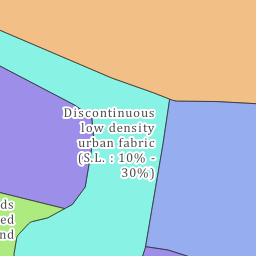 Discontinuous
low density
urban fabric
(S.L. : 10% -
30%)
ds
ed
nd